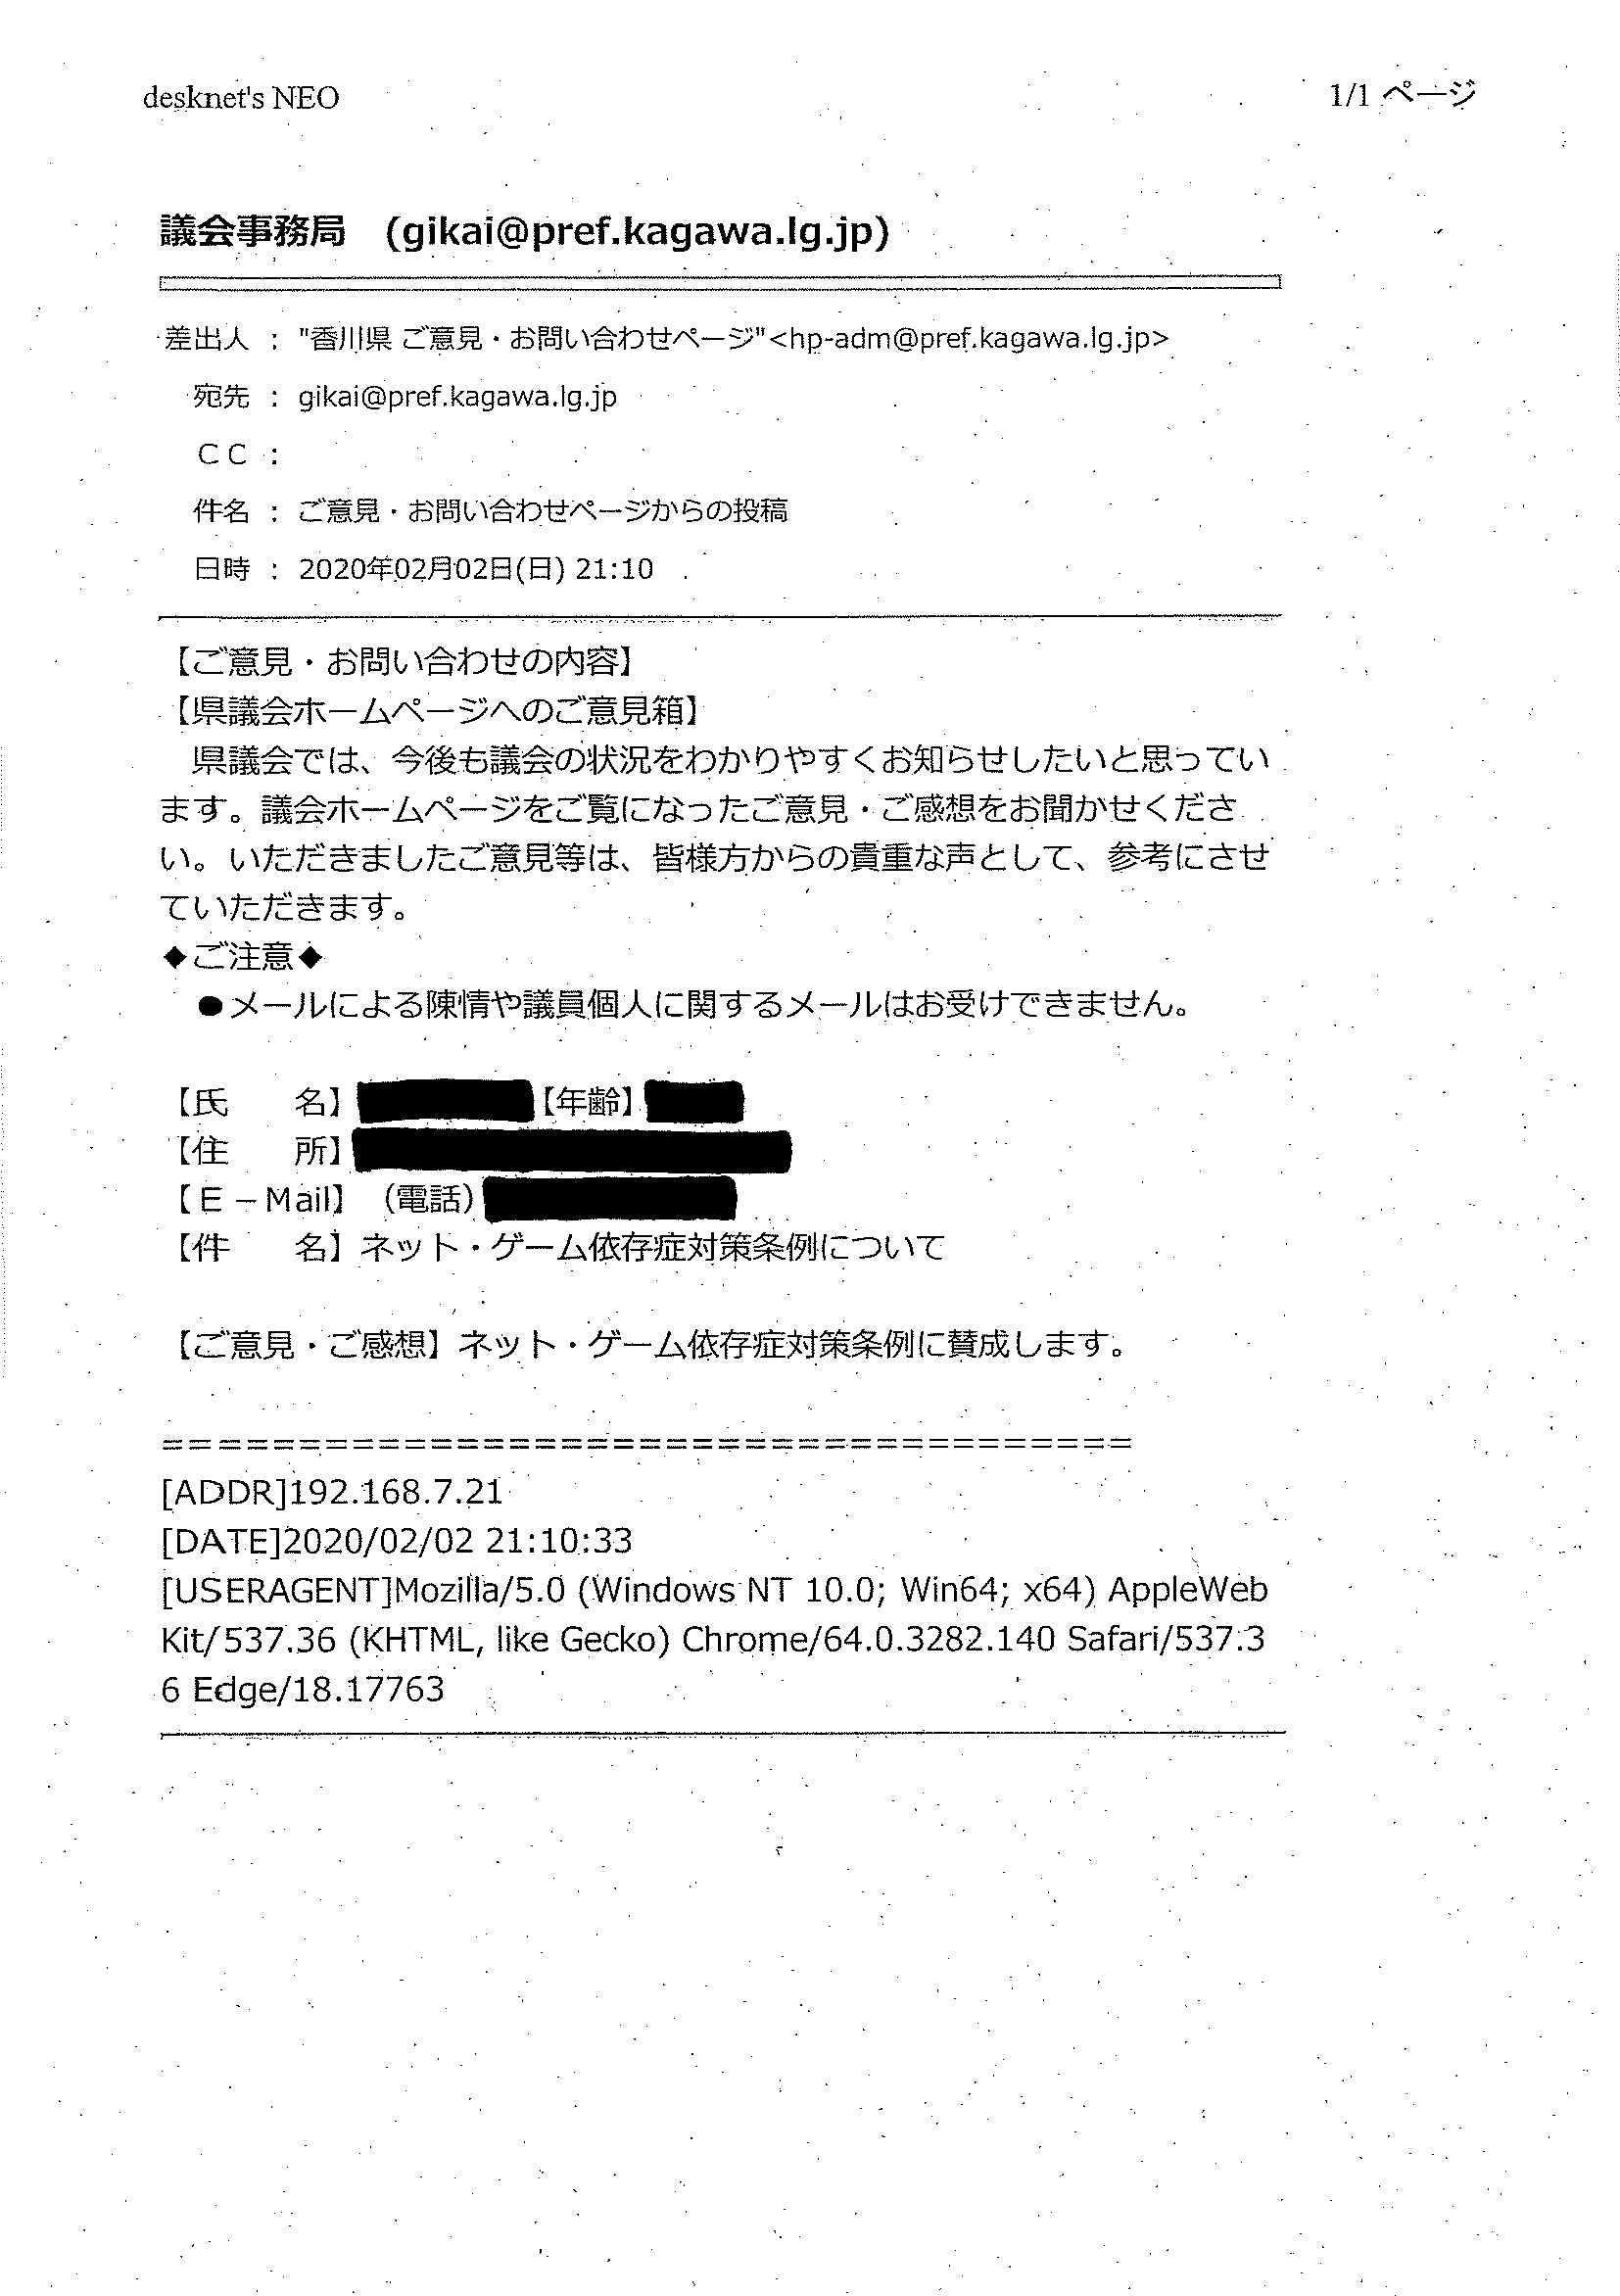 desknet's NEO
1/1 ページ
議会事務局 (gikai@pref.kagawa.lg.jp)
差出人 : "香川県 ご意見・お問い合わせページ"<hp-adm@pref.kagawa.lg.jp>
宛先 : gikai@pref.kagawa.lg.jp
ＣＣ :
件名 : ご意見・お問い合わせページからの投稿
日時 : 2020年02月02日(日) 21:10
【ご意見・お問い合わせの内容】
【県議会ホームページへのご意見箱】
　県議会では、今後も議会の状況をわかりやすくお知らせしたいと思ってい
ます。議会ホームページをご覧になったご意見・ご感想をお聞かせくださ
い。いただきましたご意見等は、皆様方からの貴重な声として、参考にさせ
ていただきます。
◆ご注意◆
　●メールによる陳情や議員個人に関するメールはお受けできません。
【氏　　名】【年齢】
【住　　所】
【Ｅ－Mail】（電話）
【件　　名】ネット・ゲーム依存症対策条例について
【ご意見・ご感想】ネット・ゲーム依存症対策条例に賛成します。
=====================================
[ADDR]192.168.7.21
[DATE]2020/02/02 21:10:33
[USERAGENT]Mozilla/5.0 (Windows NT 10.0; Win64; x64) AppleWeb
Kit/537.36 (KHTML, like Gecko) Chrome/64.0.3282.140 Safari/537.3
6 Edge/18.17763